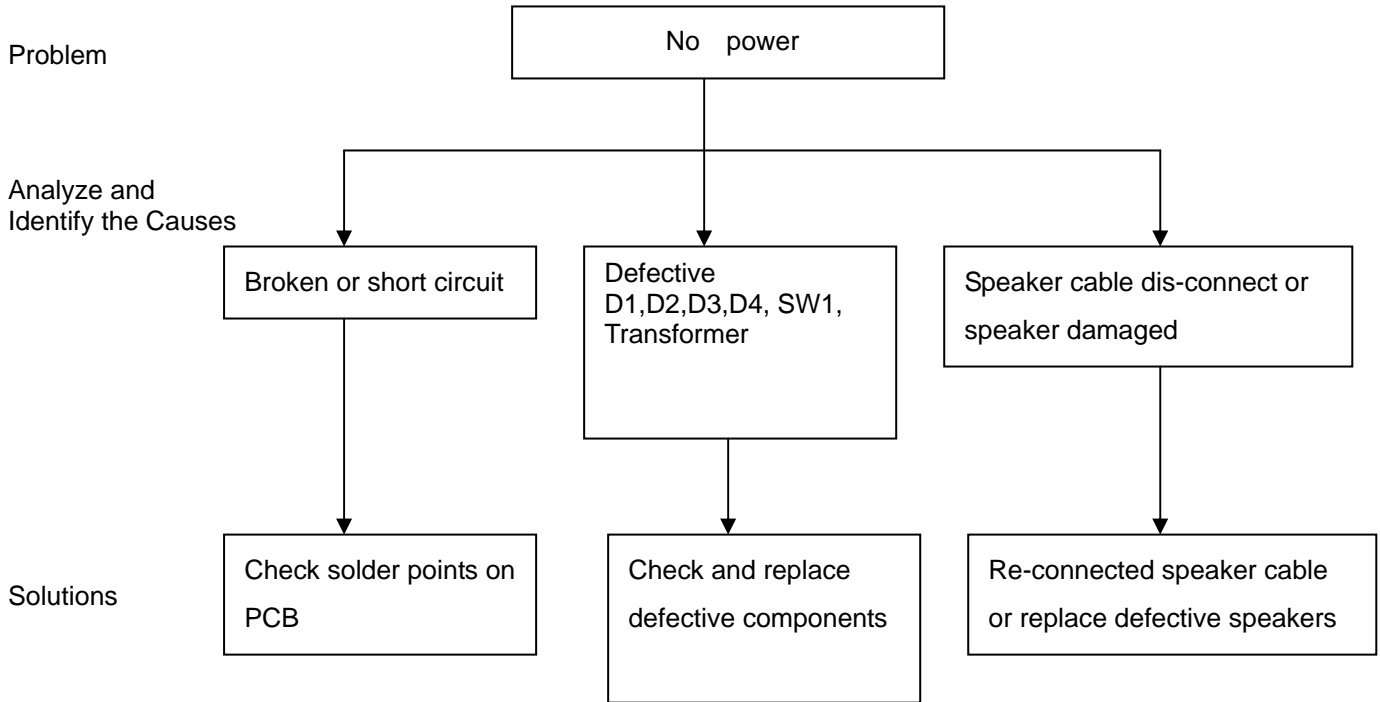 Problem
No power
Analyze and
Identify the Causes
Broken or short circuit
Defective
D1,D2,D3,D4, SW1,
Transformer
Speaker cable dis-connect or
speaker damaged
Solutions
Check solder points on
PCB
Check and replace
defective components
Re-connected speaker cable
or replace defective speakers